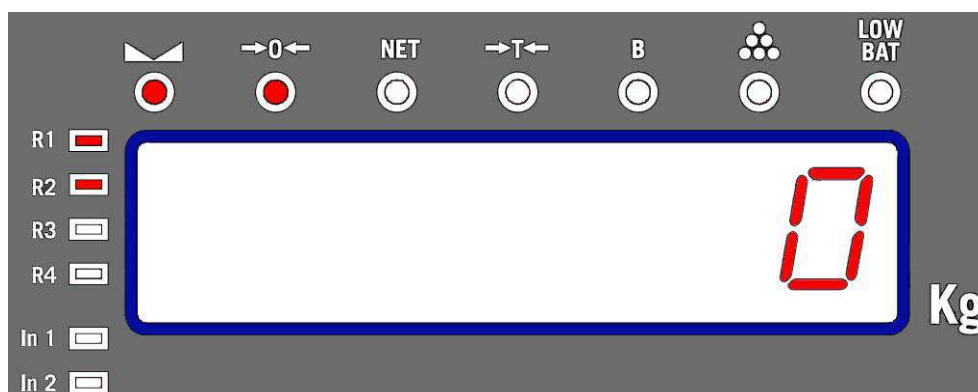 →0← NET →T← B LOW BAT
R1
R2
R3
R4
0
Kg
In 1
In 2